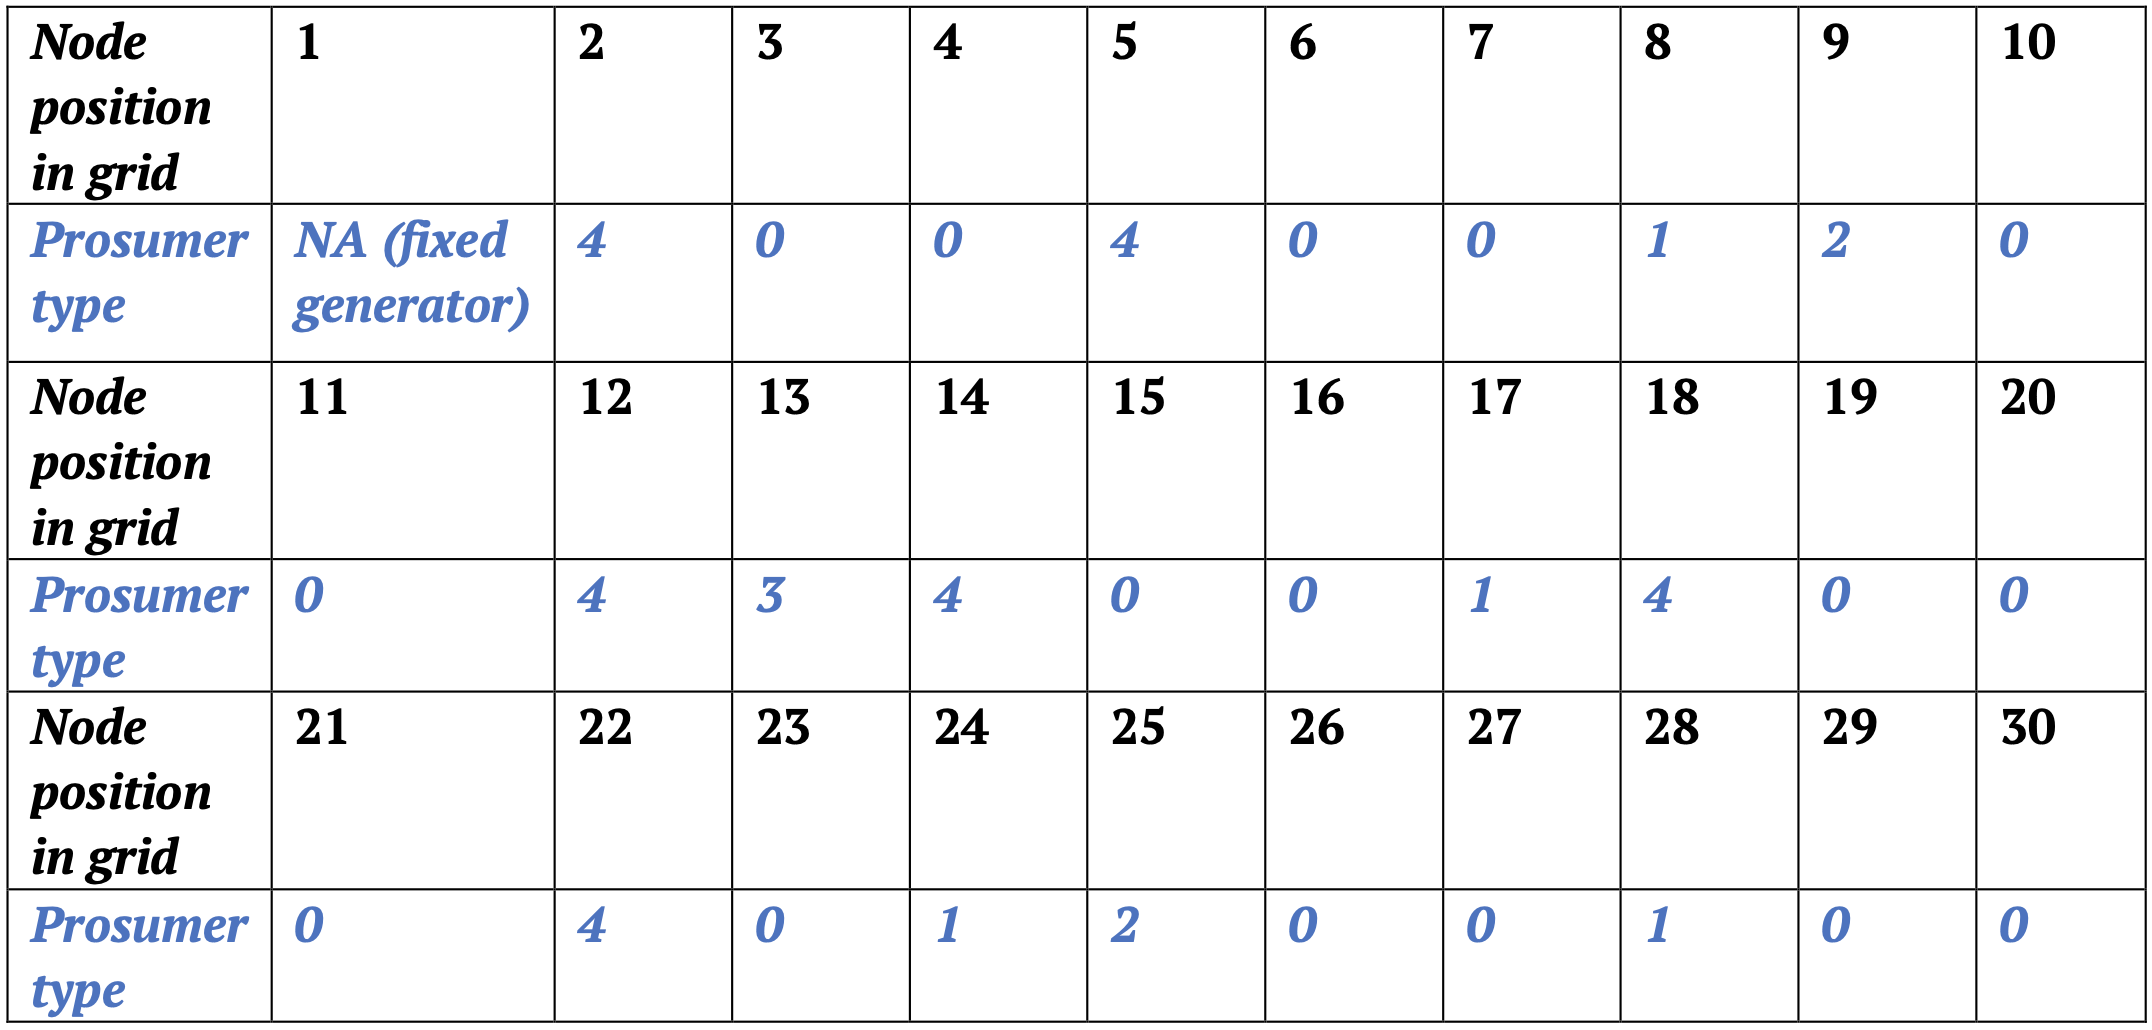 Node position in grid 1 2 3 4 5 6 7 8 9 10
Prosumer type NA (fixed generator) 4 0 0 4 0 0 1 2 0
Node position in grid 11 12 13 14 15 16 17 18 19 20
Prosumer type 0 4 3 4 0 0 1 4 0 0
Node position in grid 21 22 23 24 25 26 27 28 29 30
Prosumer type 0 4 0 1 2 0 0 1 0 0